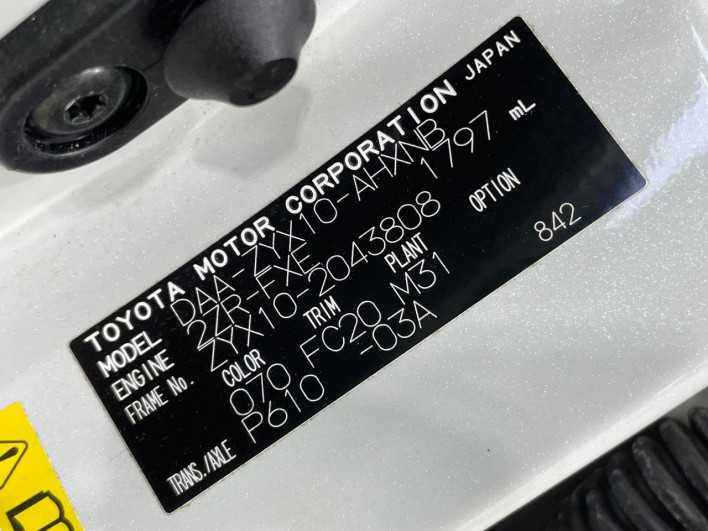 TOYOTA MOTOR CORPORATION JAPAN
MODEL DAA-ZYX10-AHXNB
ENGINE 2ZR-FXE 1797 mL
FRAME No. ZYX10-2043808
COLOR TRIM PLANT OPTION
070 FC20 M31 842
TRANS./AXLE P610 -03A